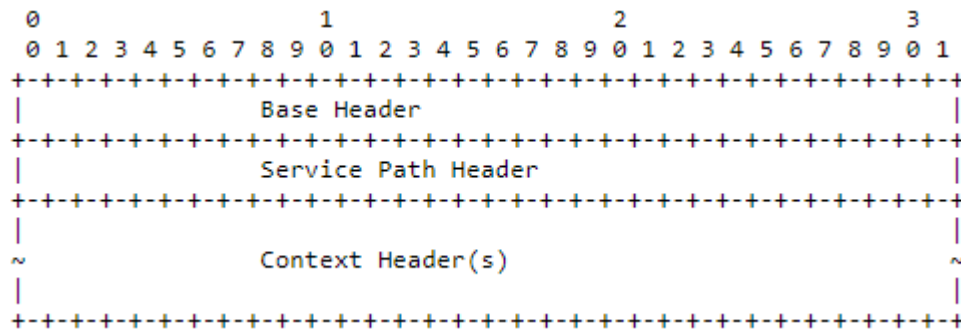 0                   1                   2                   3
0 1 2 3 4 5 6 7 8 9 0 1 2 3 4 5 6 7 8 9 0 1 2 3 4 5 6 7 8 9 0 1
+-+-+-+-+-+-+-+-+-+-+-+-+-+-+-+-+-+-+-+-+-+-+-+-+-+-+-+-+-+-+-+-+
|                Base Header                                    |
+-+-+-+-+-+-+-+-+-+-+-+-+-+-+-+-+-+-+-+-+-+-+-+-+-+-+-+-+-+-+-+-+
|                Service Path Header                            |
+-+-+-+-+-+-+-+-+-+-+-+-+-+-+-+-+-+-+-+-+-+-+-+-+-+-+-+-+-+-+-+-+
|                                                               |
~                Context Header(s)                              ~
|                                                               |
+-+-+-+-+-+-+-+-+-+-+-+-+-+-+-+-+-+-+-+-+-+-+-+-+-+-+-+-+-+-+-+-+